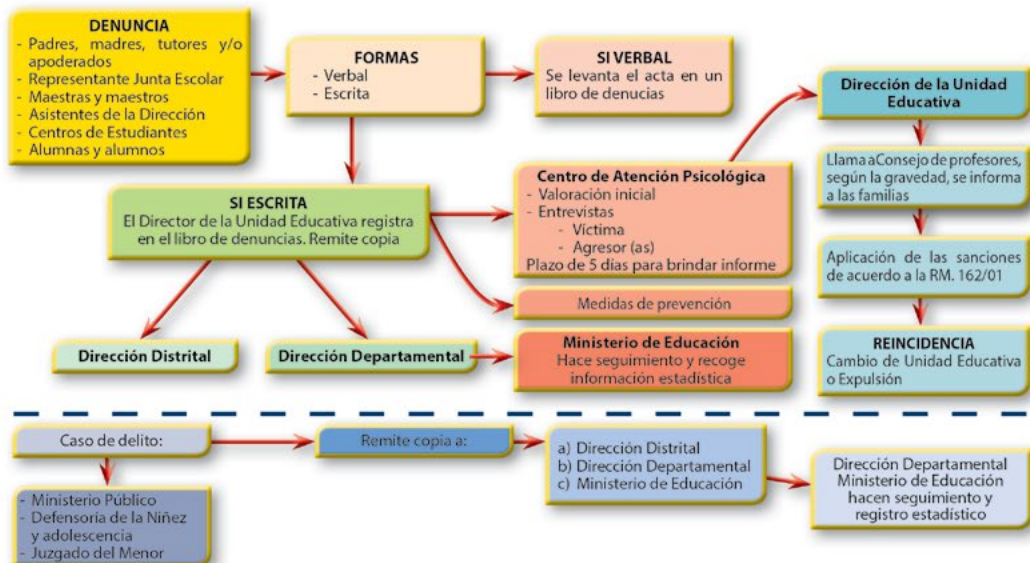 DENUNCIA
- Padres, madres, tutores y/o
apoderados
- Representante Junta Escolar
- Maestras y maestros
- Asistentes de la Dirección
- Centros de Estudiantes
- Alumnas y alumnos
FORMAS
- Verbal
- Escrita
SI VERBAL
Se levanta el acta en un
libro de denucias
SI ESCRITA
El Director de la Unidad Educativa registra
en el libro de denuncias. Remite copia
Centro de Atención Psicológica
- Valoración inicial
- Entrevistas
- Víctima
- Agresor (as)
Plazo de 5 días para brindar informe
Medidas de prevención
Dirección Distrital
Dirección Departamental
Ministerio de Educación
Hace seguimiento y recoge
información estadística
Dirección de la Unidad
Educativa
Llama aConsejo de profesores,
según la gravedad, se informa
a las familias
Aplicación de las sanciones
de acuerdo a la RM. 162/01
REINCIDENCIA
Cambio de Unidad Educativa
o Expulsión
Caso de delito:
- Ministerio Público
- Defensoría de la Niñez
y adolescencia
- Juzgado del Menor
Remite copia a:
a) Dirección Distrital
b) Dirección Departamental
c) Ministerio de Educación
Dirección Departamental
Ministerio de Educación
hacen seguimiento y
registro estadístico